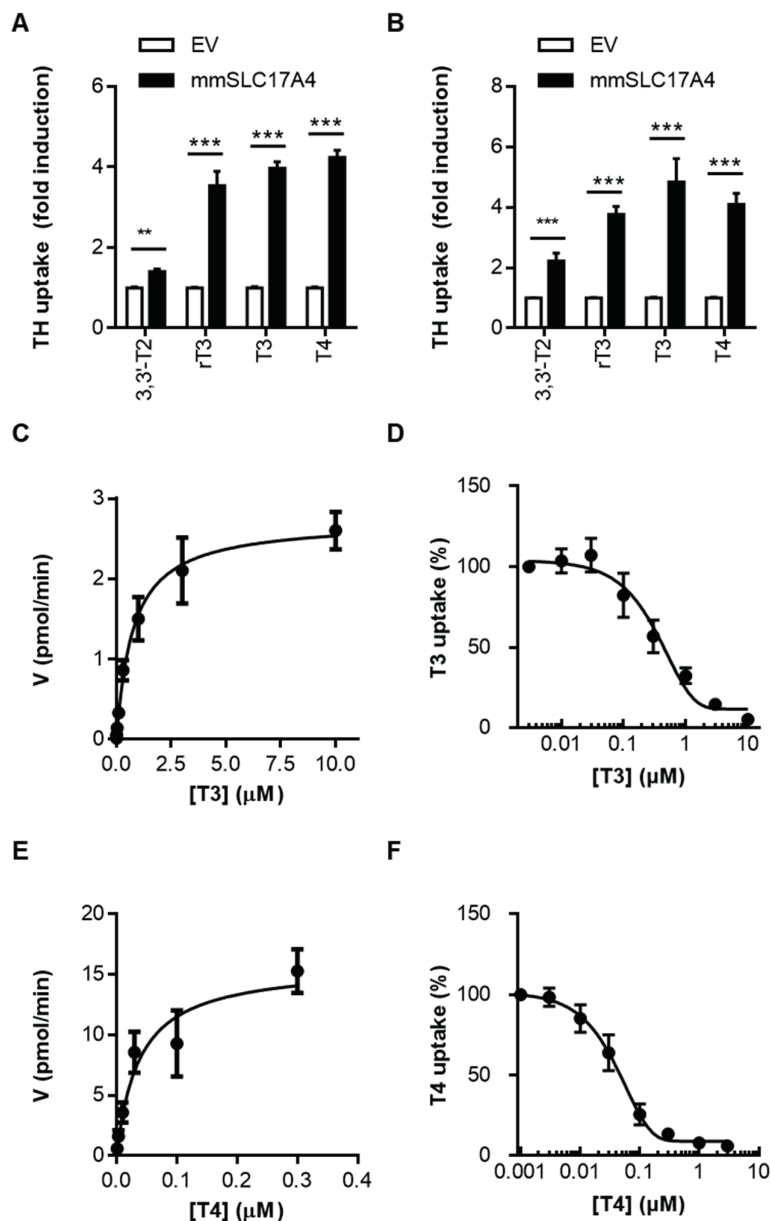 A
EV
mmSLC17A4
TH uptake (fold induction)
6
4
2
0
**
***
***
***
3,3'-T2
rT3
T3
T4
B
EV
mmSLC17A4
TH uptake (fold induction)
8
6
4
2
0
***
***
***
***
3,3'-T2
rT3
T3
T4
C
V (pmol/min)
3
2
1
0
0.0 2.5 5.0 7.5 10.0
[T3] (μM)
D
T3 uptake (%)
150
100
50
0
0.01 0.1 1 10
[T3] (μM)
E
V (pmol/min)
20
15
10
5
0
0.0 0.1 0.2 0.3 0.4
[T4] (μM)
F
T4 uptake (%)
150
100
50
0
0.001 0.01 0.1 1 10
[T4] (μM)